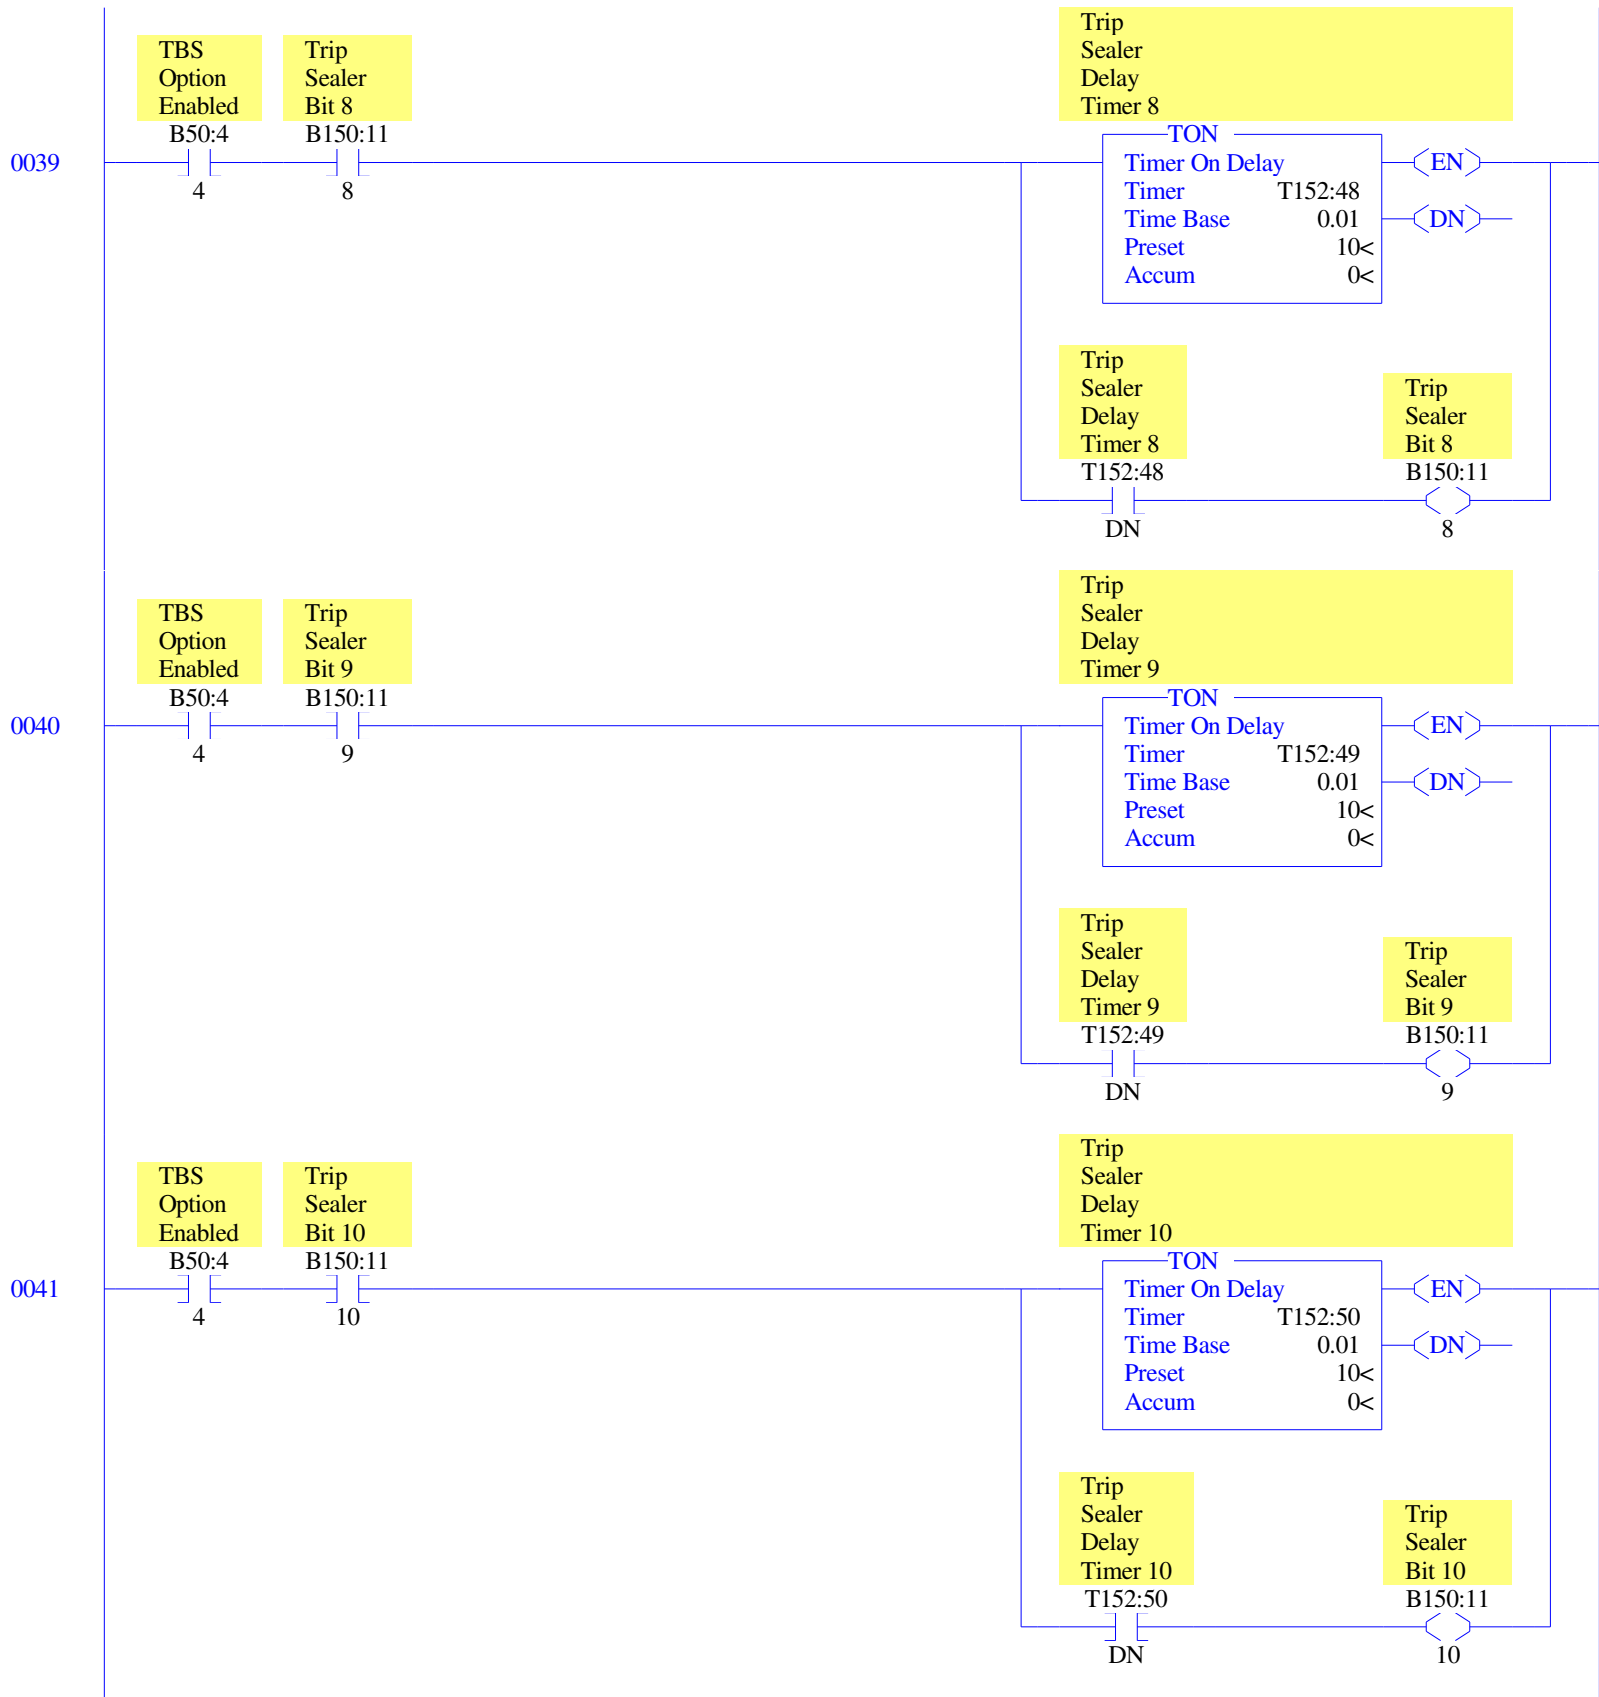 Trip
Sealer
Delay
Timer 8
TBS
Option
Enabled
B50:4
4
Trip
Sealer
Bit 8
B150:11
8
0039
TON
Timer On Delay
Timer T152:48
Time Base 0.01
Preset 10<
Accum 0<
EN
DN
Trip
Sealer
Delay
Timer 8
T152:48
DN
Trip
Sealer
Bit 8
B150:11
8
Trip
Sealer
Delay
Timer 9
TBS
Option
Enabled
B50:4
4
Trip
Sealer
Bit 9
B150:11
9
0040
TON
Timer On Delay
Timer T152:49
Time Base 0.01
Preset 10<
Accum 0<
EN
DN
Trip
Sealer
Delay
Timer 9
T152:49
DN
Trip
Sealer
Bit 9
B150:11
9
Trip
Sealer
Delay
Timer 10
TBS
Option
Enabled
B50:4
4
Trip
Sealer
Bit 10
B150:11
10
0041
TON
Timer On Delay
Timer T152:50
Time Base 0.01
Preset 10<
Accum 0<
EN
DN
Trip
Sealer
Delay
Timer 10
T152:50
DN
Trip
Sealer
Bit 10
B150:11
10